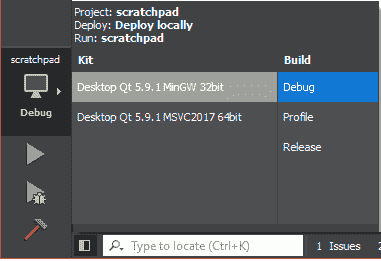 Project: scratchpad
Deploy: Deploy locally
Run: scratchpad
scratchpad
Debug
Kit Build
Desktop Qt 5.9.1 MinGW 32bit Debug
Desktop Qt 5.9.1 MSVC2017 64bit Profile
Release
Type to locate (Ctrl+K) 1 Issues